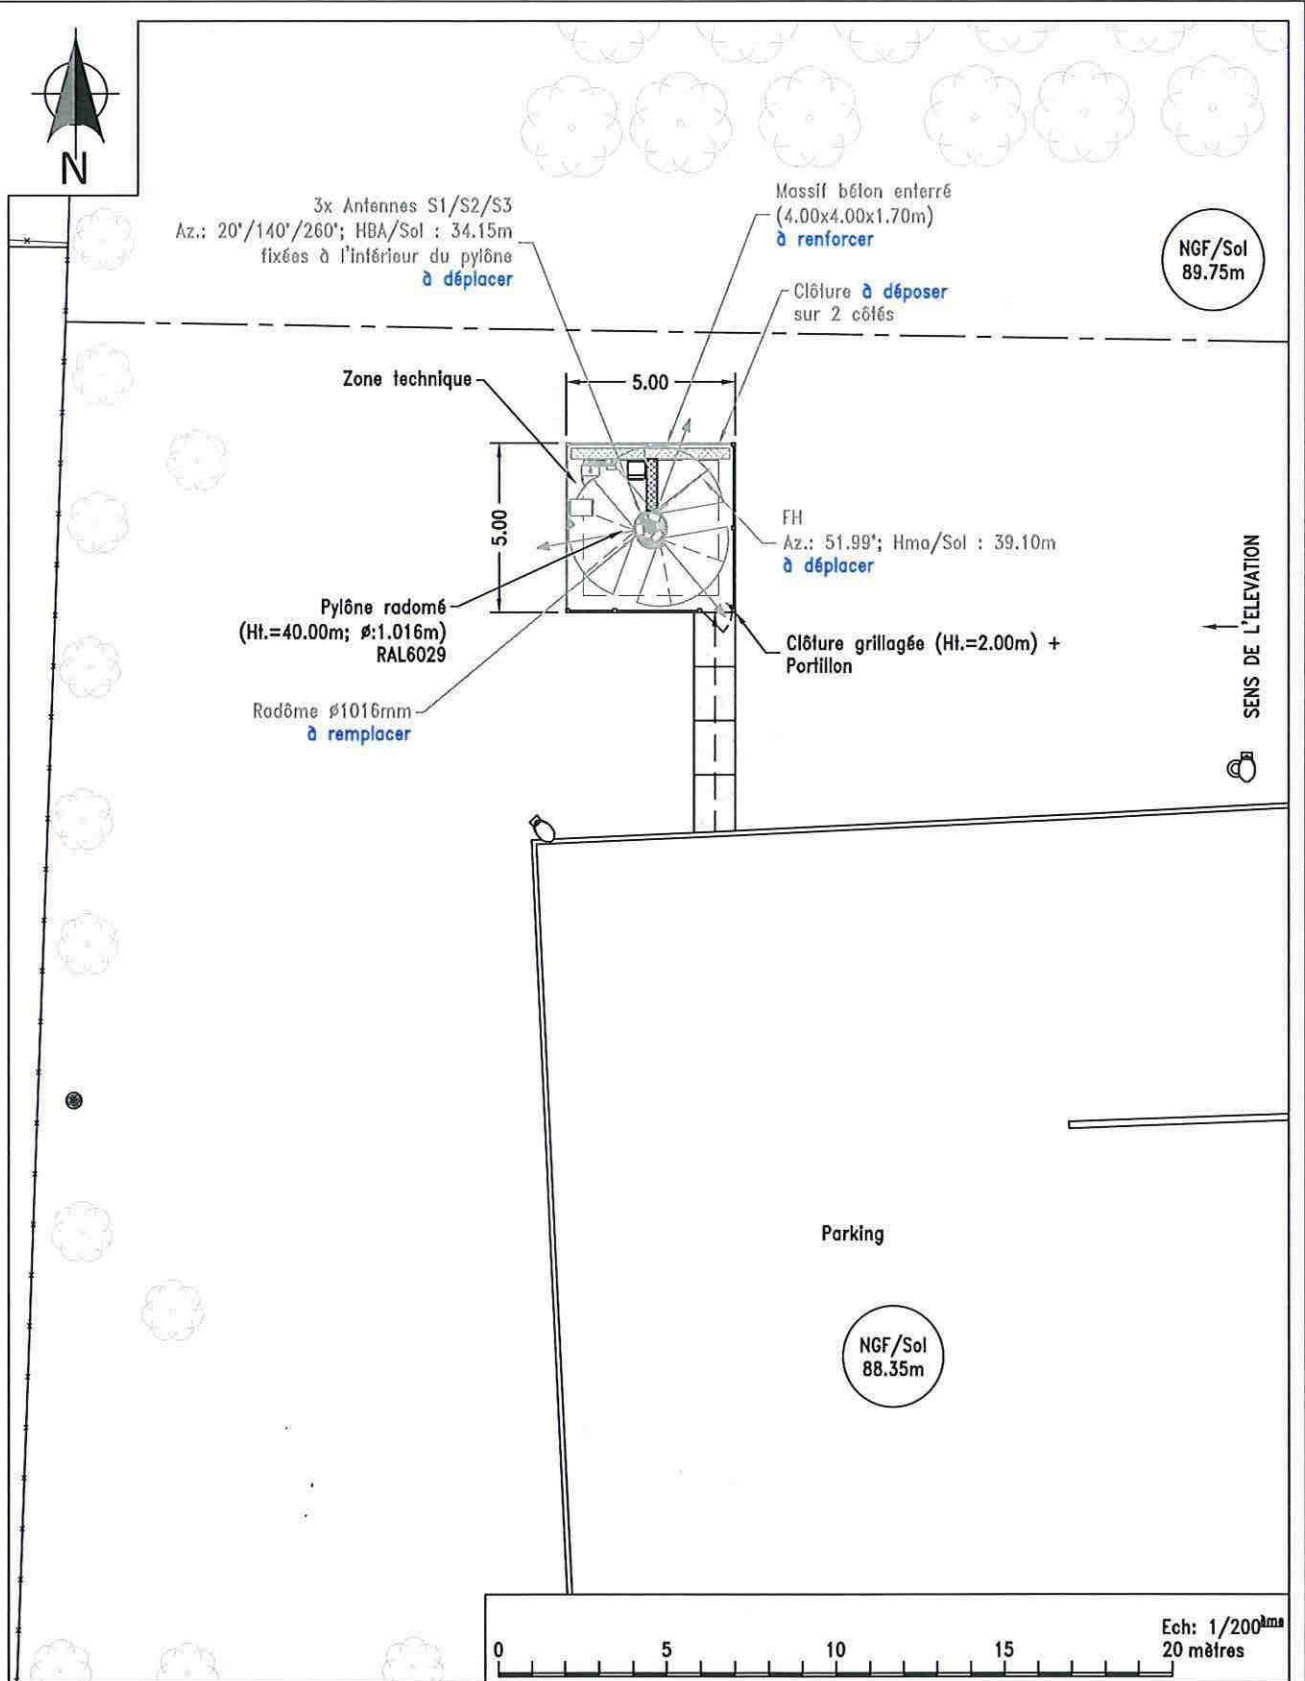 N
3x Antennes S1/S2/S3
Az.: 20°/140°/260°; HBA/Sol : 34.15m
fixées à l'intérieur du pylône
à déplacer
Massif béton enterré
(4.00x4.00x1.70m)
à renforcer
NGF/Sol
89.75m
Clôture à déposer
sur 2 côtés
Zone technique
5.00
5.00
FH
Az.: 51.99°; Hma/Sol : 39.10m
à déplacer
SENS DE L'ELEVATION
Pylône radomé
(Ht.=40.00m; ø:1.016m)
RAL6029
Clôture grillagée (Ht.=2.00m) +
Portillon
Radôme ø1016mm
à remplacer
Parking
NGF/Sol
88.35m
Ech: 1/200ème
0 5 10 15 20 mètres